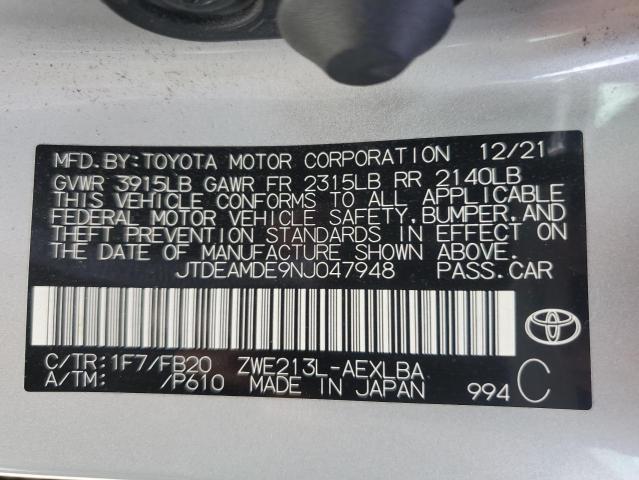 MFD.BY:TOYOTA MOTOR CORPORATION 12/21
GVWR 3915LB GAWR FR 2315LB RR 2140LB
THIS VEHICLE CONFORMS TO ALL APPLICABLE
FEDERAL MOTOR VEHICLE SAFETY,BUMPER,AND
THEFT PREVENTION STANDARDS IN EFFECT ON
THE DATE OF MANUFACTURE SHOWN ABOVE.
JTDEAMDE9NJ047948 PASS.CAR
C/TR:1F7/FB20 ZWE213L-AEXLBA
A/TM: /P610 MADE IN JAPAN 994 C